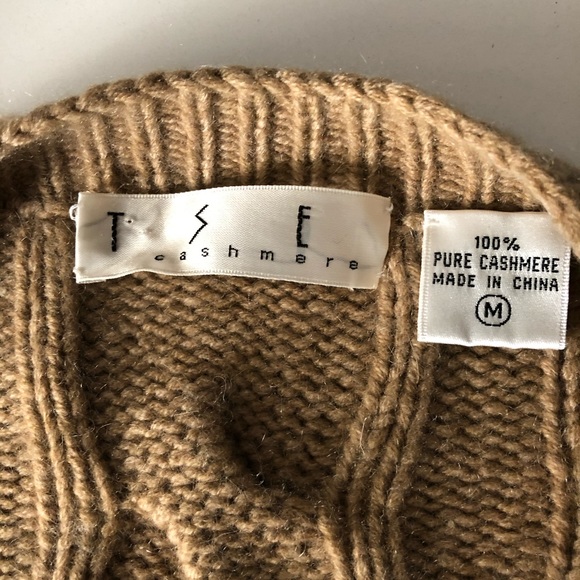 T S E
cashmere
100%
PURE CASHMERE
MADE IN CHINA
M